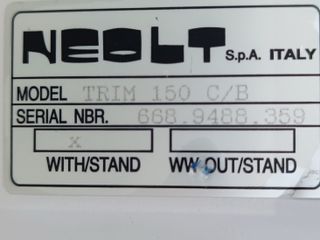 NEOLT S.p.A. ITALY
MODEL TRIM 150 C/B
SERIAL NBR. 668.9488.359
x
WITH/STAND WW OUT/STAND